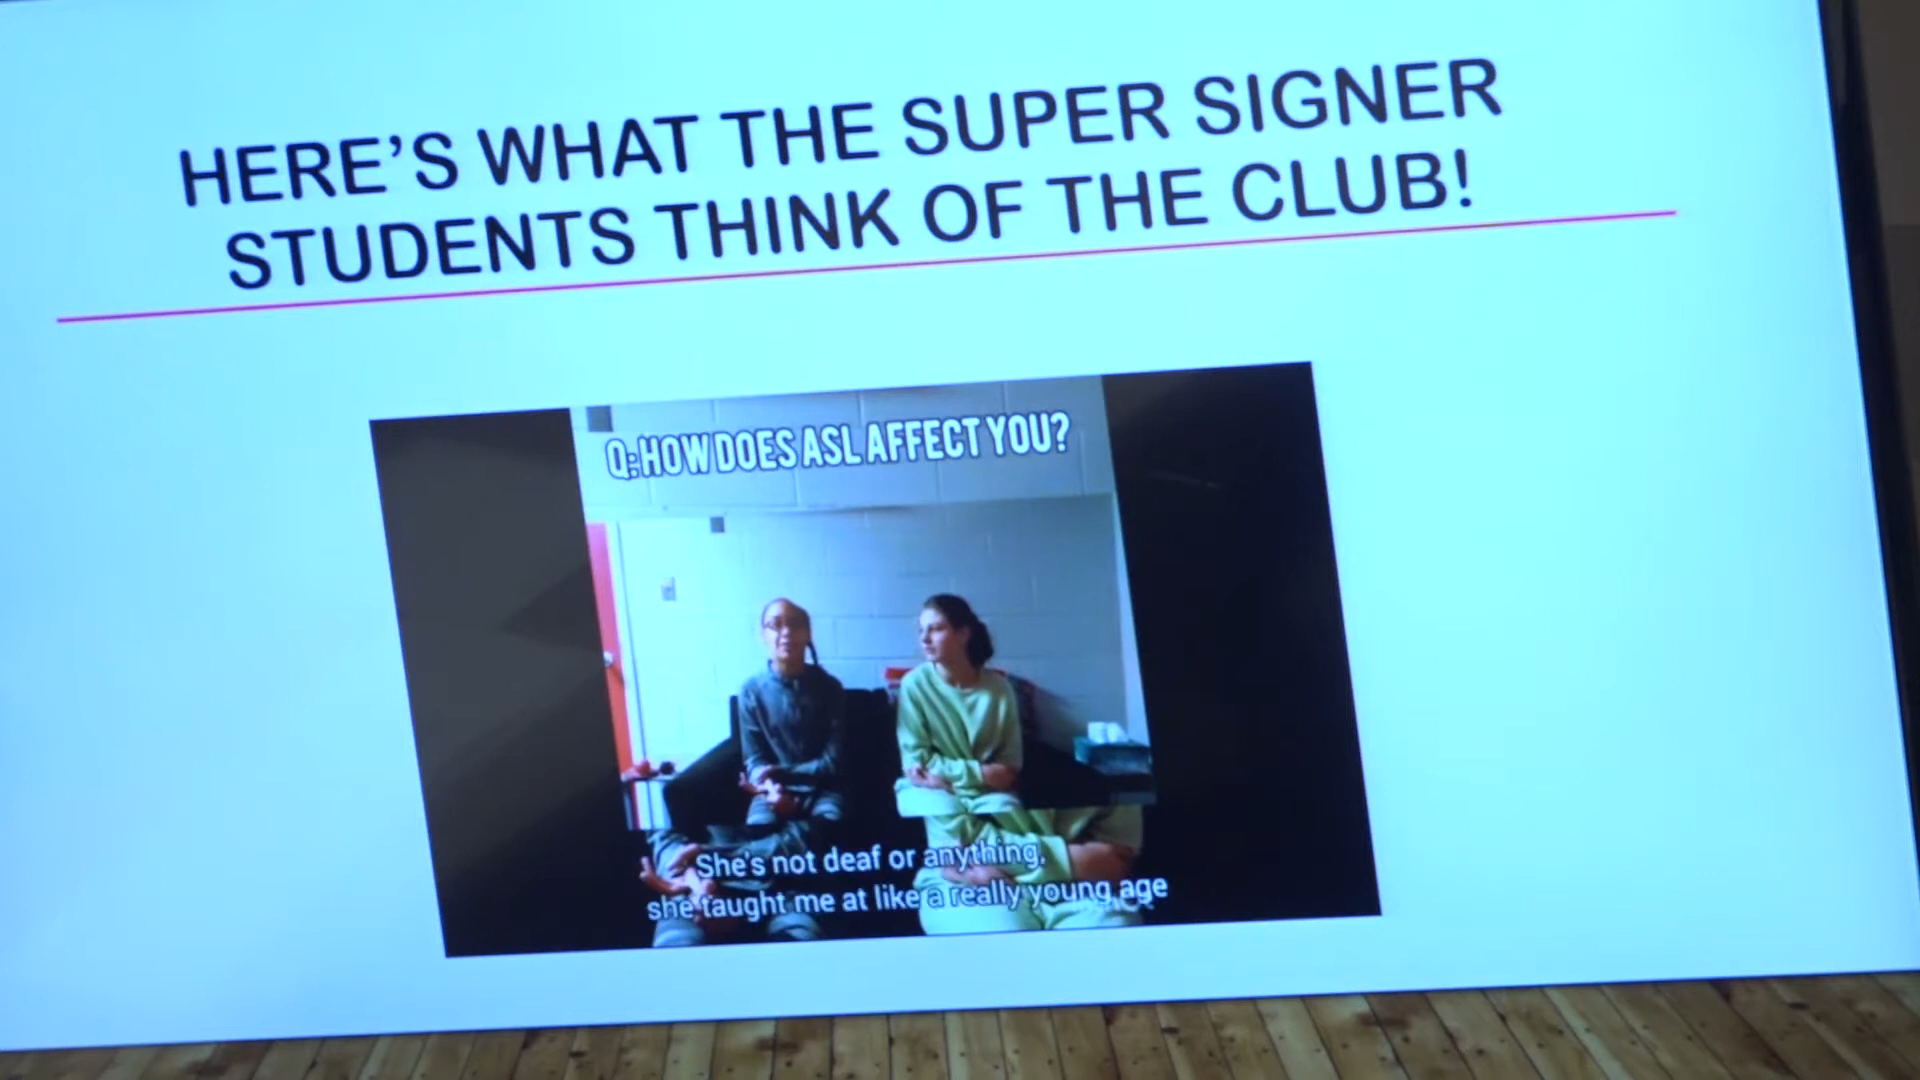 HERE'S WHAT THE SUPER SIGNER
STUDENTS THINK OF THE CLUB!
Q: HOW DOES ASL AFFECT YOU?
She's not deaf or anything,
she taught me at like a really young age